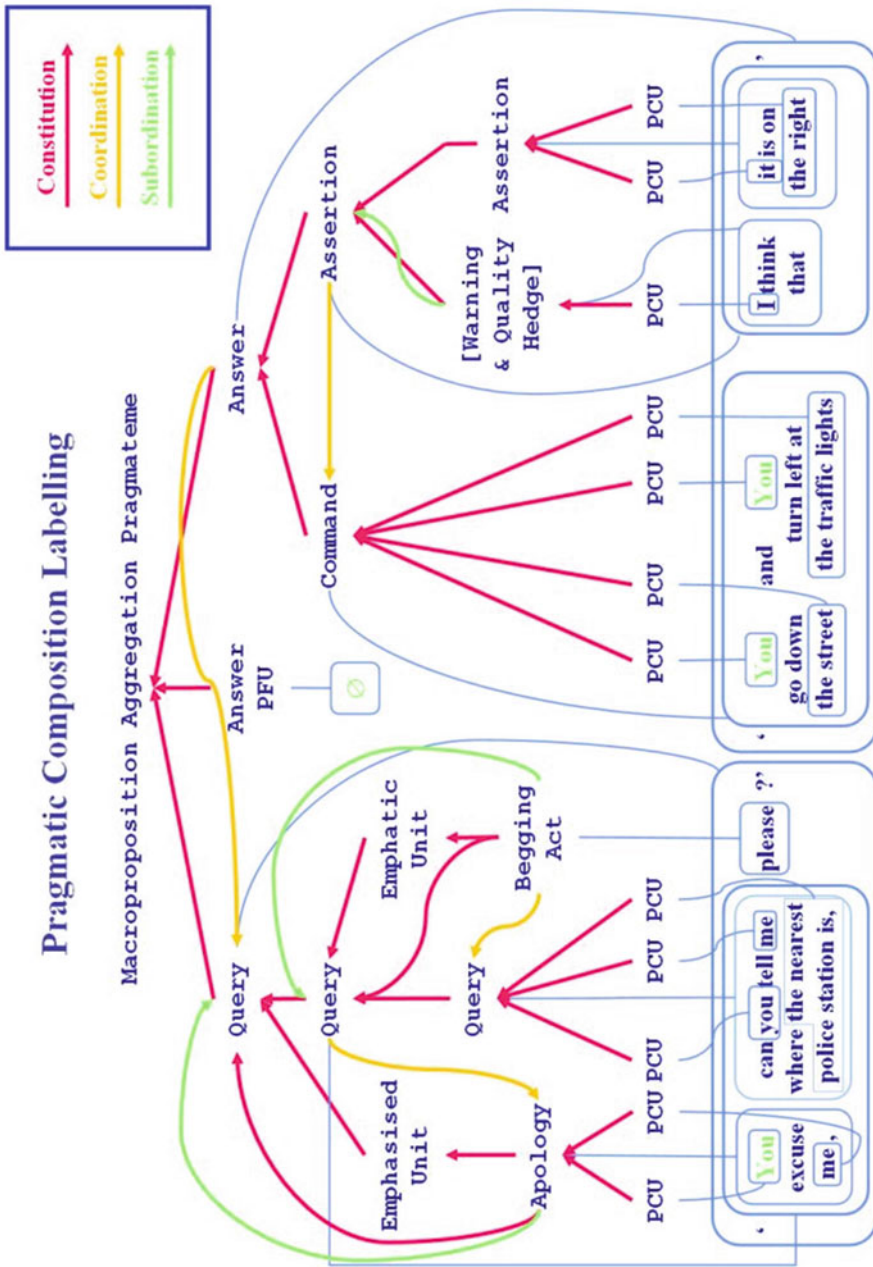 Pragmatic Composition Labelling
Constitution
Coordination
Subordination
Macroproposition Aggregation Pragmateme
Query
Answer
PFU
Answer
Emphasised
Unit
Query
Emphatic
Unit
Command
Assertion
Apology
Query
Begging
Act
[Warning
& Quality
Hedge]
Assertion
PCU
PCU
PCU
PCU
PCU
PCU
PCU
PCU
PCU
PCU
PCU
PCU
∅
‘
You
excuse
me,
can you tell me
where the nearest
police station is,
please
?’
‘
You
go down
the street
and
You
turn left at
the traffic lights
I think
that
it is on
the right
’